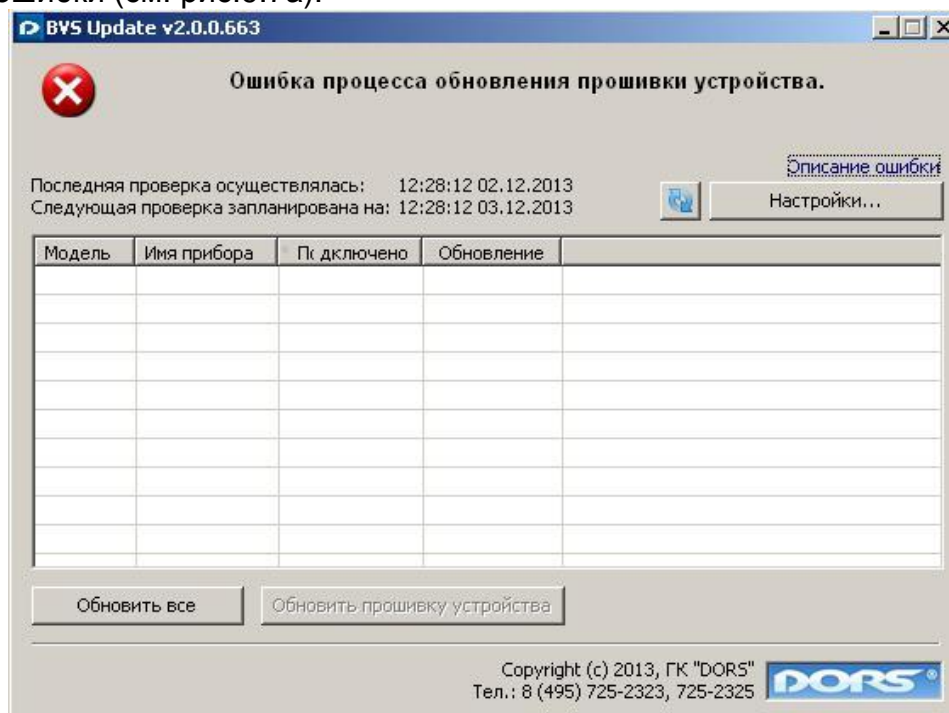 BVS Update v2.0.0.663
Ошибка процесса обновления прошивки устройства.
Описание ошибки
Последняя проверка осуществлялась: 12:28:12 02.12.2013
Следующая проверка запланирована на: 12:28:12 03.12.2013
Настройки...
Модель Имя прибора Подключено Обновление
Обновить все Обновить прошивку устройства
Copyright (c) 2013, ГК "DORS"
Тел.: 8 (495) 725-2323, 725-2325
DORS®